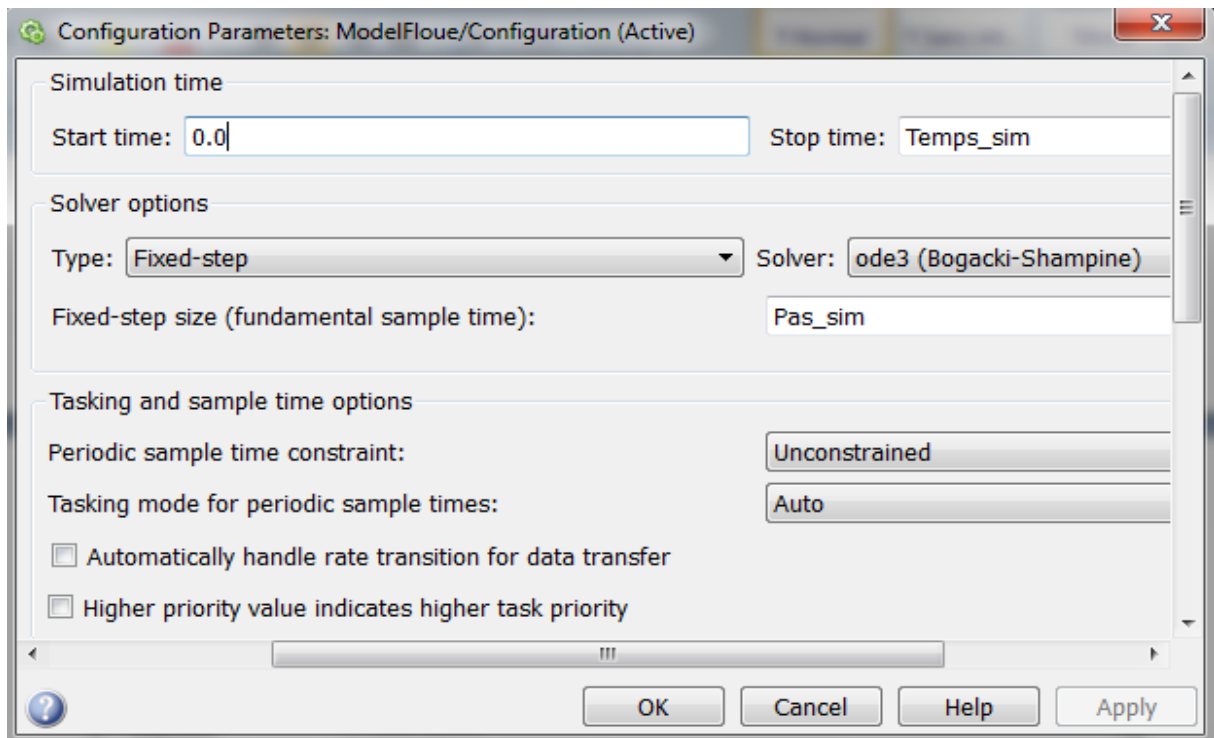 Configuration Parameters: ModelFloue/Configuration (Active)
Simulation time
Start time: 0.0 Stop time: Temps_sim
Solver options
Type: Fixed-step Solver: ode3 (Bogacki-Shampine)
Fixed-step size (fundamental sample time): Pas_sim
Tasking and sample time options
Periodic sample time constraint: Unconstrained
Tasking mode for periodic sample times: Auto
Automatically handle rate transition for data transfer
Higher priority value indicates higher task priority
OK Cancel Help Apply